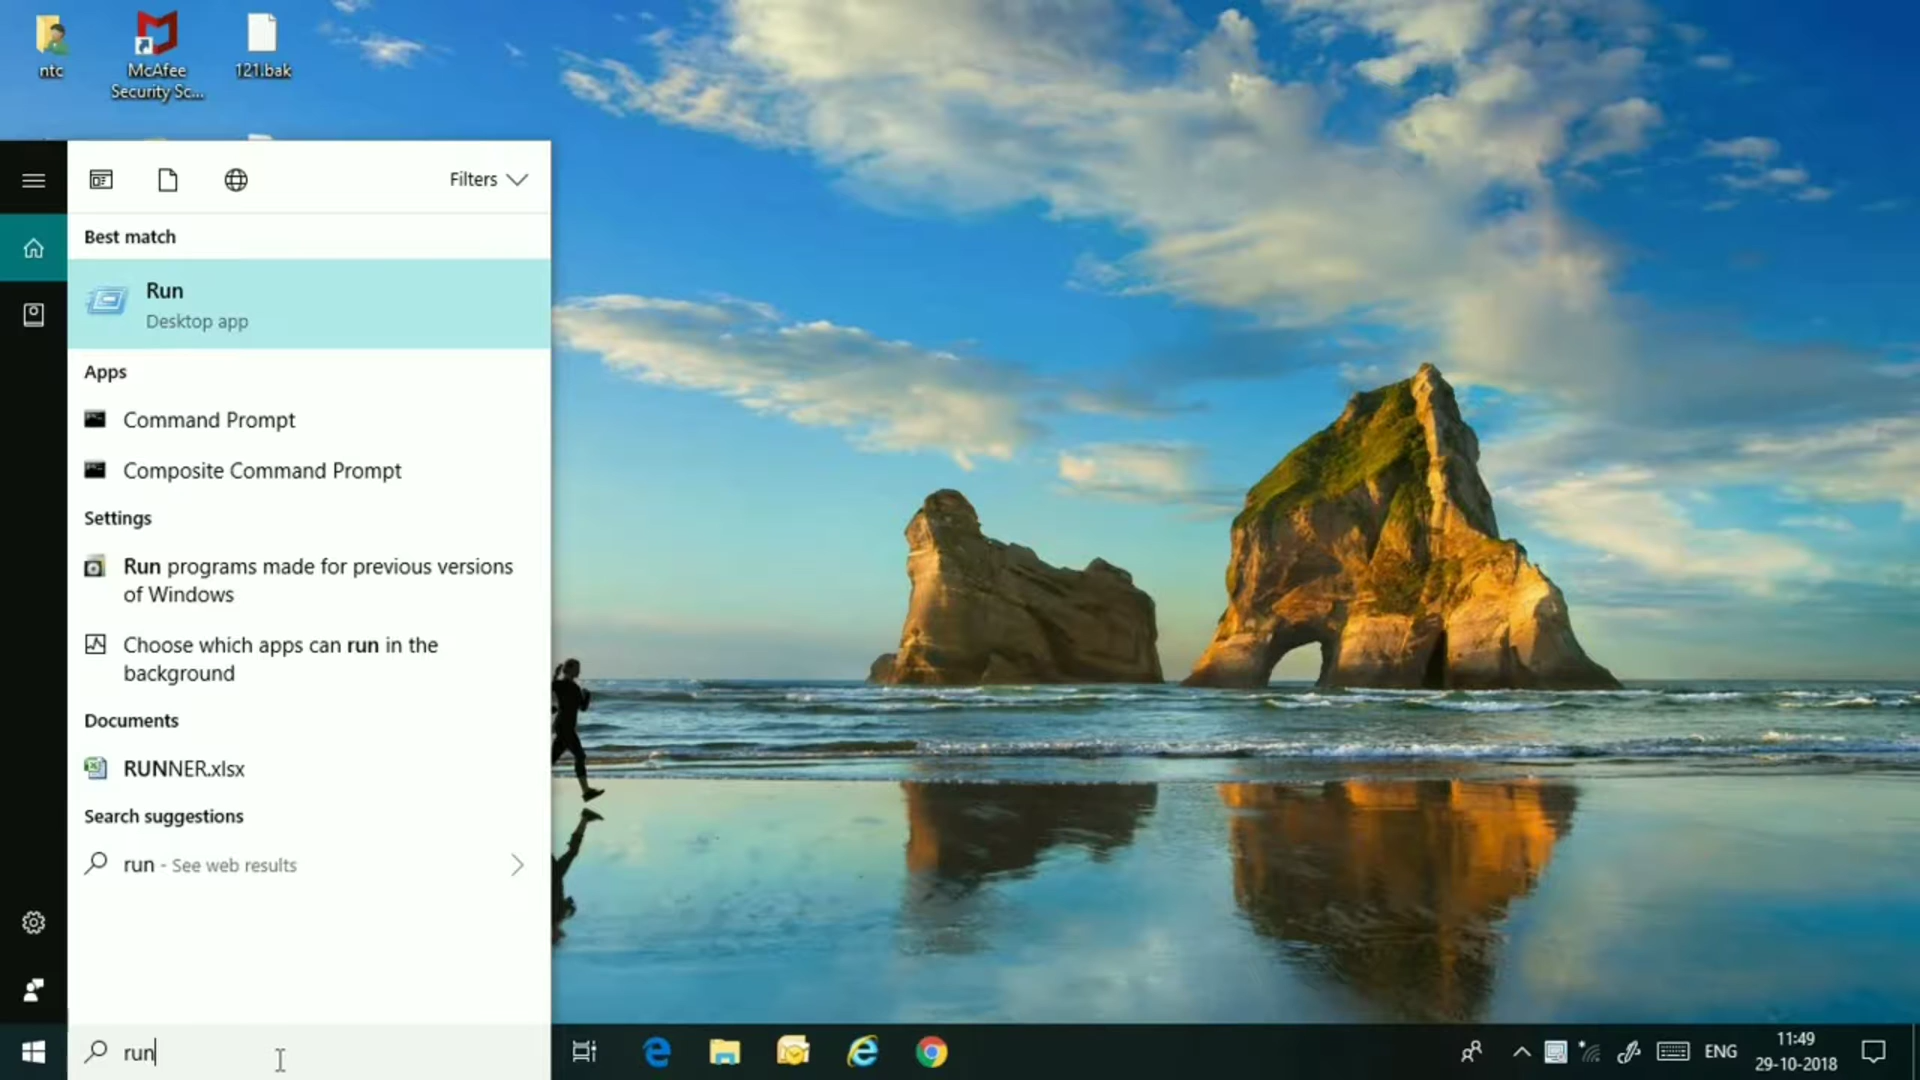 ntc
McAfee
Security Sc...
121.bak
Filters
Best match
Run
Desktop app
Apps
Command Prompt
Composite Command Prompt
Settings
Run programs made for previous versions
of Windows
Choose which apps can run in the
background
Documents
RUNNER.xlsx
Search suggestions
run - See web results
run
ENG
11:49
29-10-2018